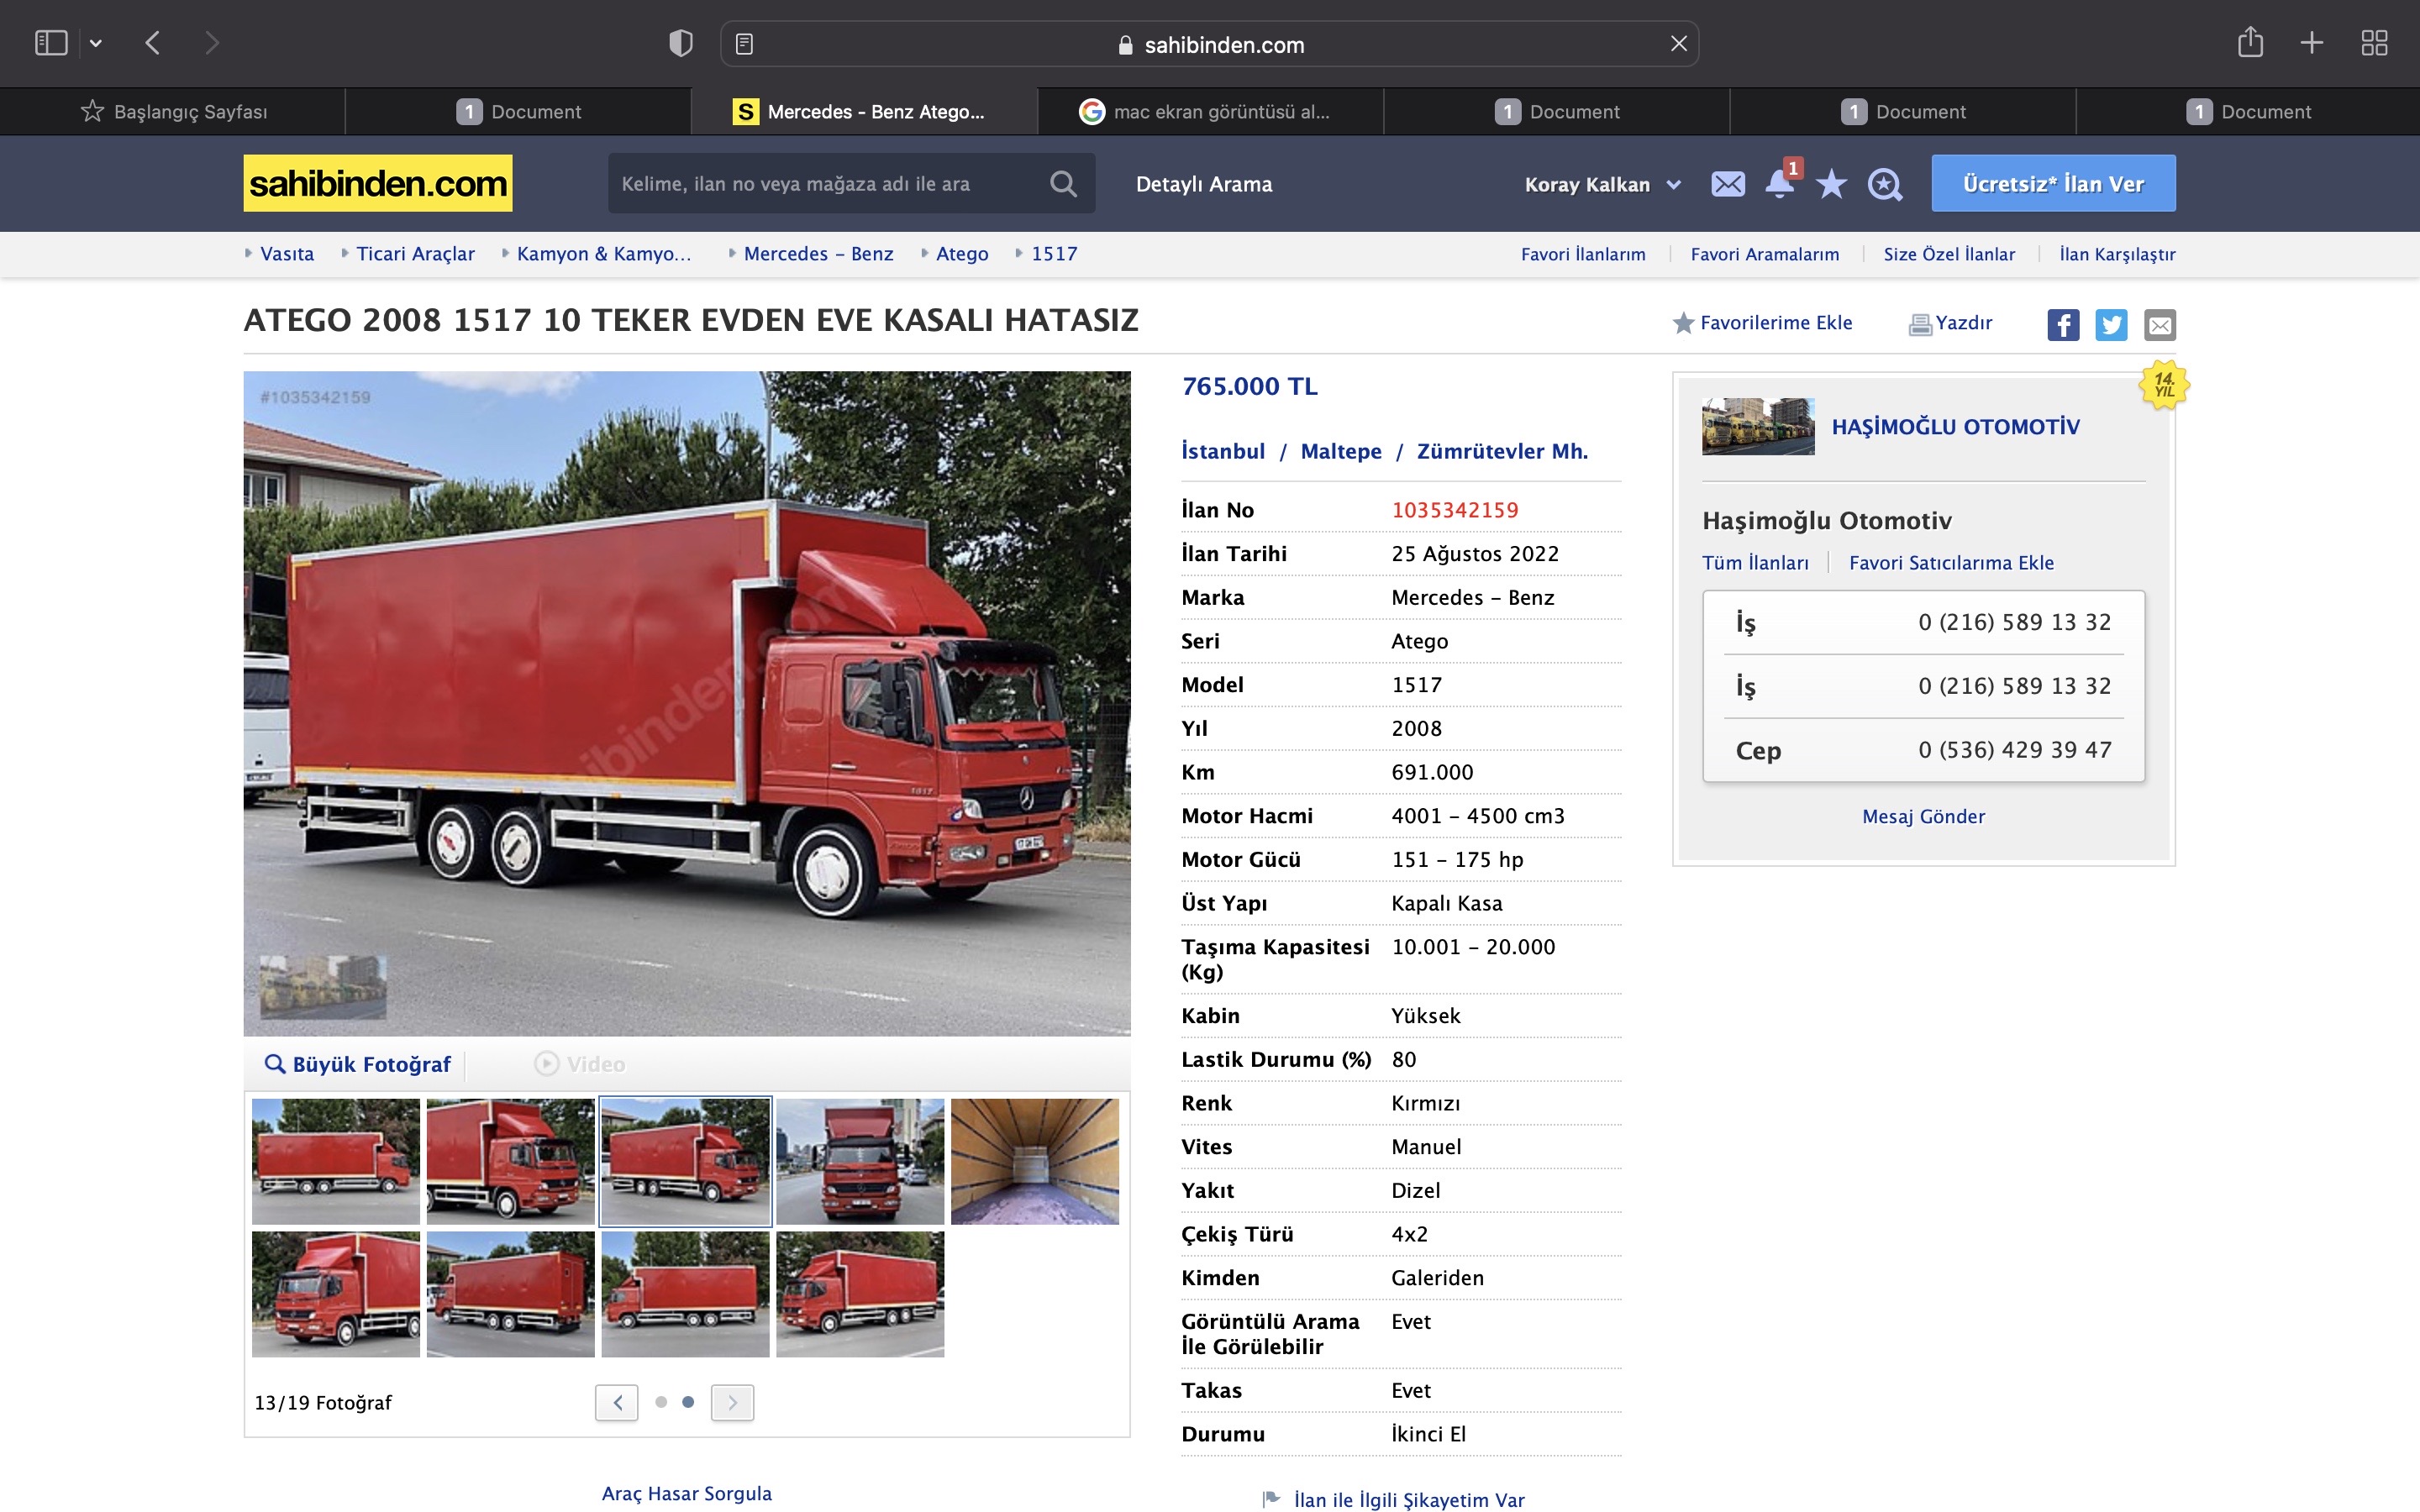 sahibinden.com
Başlangıç Sayfası
1 Document
S Mercedes - Benz Atego...
G mac ekran görüntüsü al...
1 Document
1 Document
1 Document
sahibinden.com
Kelime, ilan no veya mağaza adı ile ara
Detaylı Arama
Koray Kalkan
1
Ücretsiz* İlan Ver
Vasıta
Ticari Araçlar
Kamyon & Kamyo...
Mercedes - Benz
Atego
1517
Favori İlanlarım
Favori Aramalarım
Size Özel İlanlar
İlan Karşılaştır
ATEGO 2008 1517 10 TEKER EVDEN EVE KASALI HATASIZ
Favorilerime Ekle
Yazdır
#1035342159
765.000 TL
İstanbul / Maltepe / Zümrütevler Mh.
İlan No 1035342159
İlan Tarihi 25 Ağustos 2022
Marka Mercedes - Benz
Seri Atego
Model 1517
Yıl 2008
Km 691.000
Motor Hacmi 4001 - 4500 cm3
Motor Gücü 151 - 175 hp
Üst Yapı Kapalı Kasa
Taşıma Kapasitesi 10.001 - 20.000
(Kg)
Kabin Yüksek
Lastik Durumu (%) 80
Renk Kırmızı
Vites Manuel
Yakıt Dizel
Çekiş Türü 4x2
Kimden Galeriden
Görüntülü Arama Evet
İle Görülebilir
Takas Evet
Durumu İkinci El
İlan ile İlgili Şikayetim Var
14.
YIL
HAŞİMOĞLU OTOMOTİV
Haşimoğlu Otomotiv
Tüm İlanları
Favori Satıcılarıma Ekle
İş 0 (216) 589 13 32
İş 0 (216) 589 13 32
Cep 0 (536) 429 39 47
Mesaj Gönder
Büyük Fotoğraf
Video
13/19 Fotoğraf
Araç Hasar Sorgula